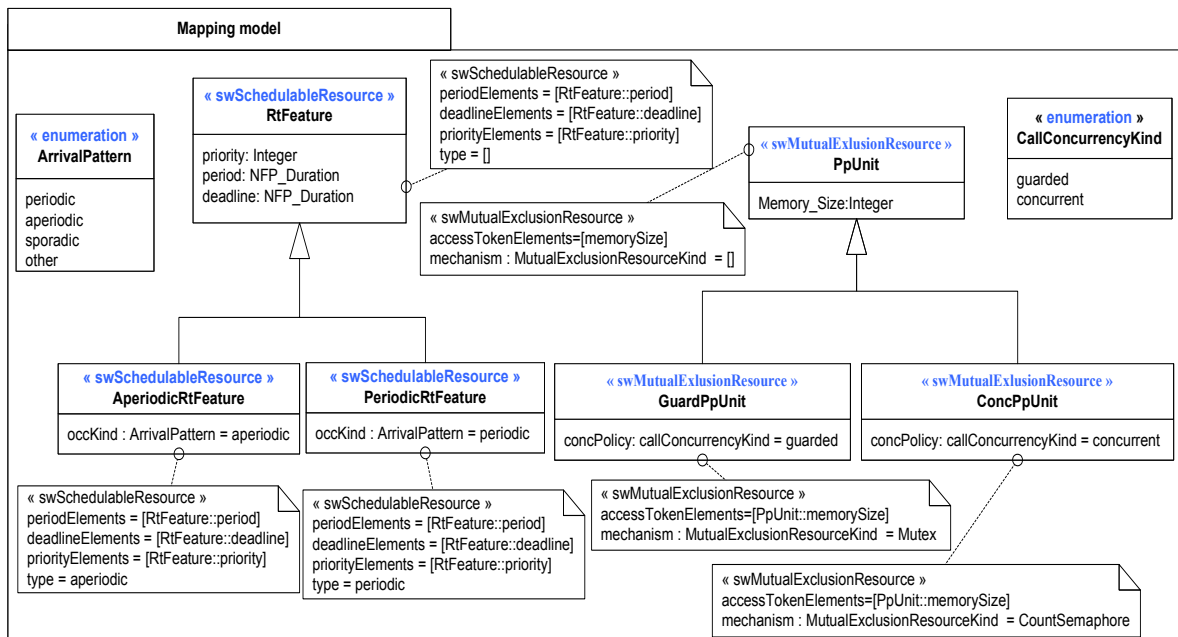 Mapping model
« enumeration »
ArrivalPattern
periodic
aperiodic
sporadic
other
« swSchedulableResource »
RtFeature
priority: Integer
period: NFP_Duration
deadline: NFP_Duration
« swSchedulableResource »
periodElements = [RtFeature::period]
deadlineElements = [RtFeature::deadline]
priorityElements = [RtFeature::priority]
type = []
« swMutualExclusionResource »
accessTokenElements=[memorySize]
mechanism : MutualExclusionResourceKind = []
« swMutualExlusionResource »
PpUnit
Memory_Size:Integer
« enumeration »
CallConcurrencyKind
guarded
concurrent
« swSchedulableResource »
AperiodicRtFeature
occKind : ArrivalPattern = aperiodic
« swSchedulableResource »
PeriodicRtFeature
occKind : ArrivalPattern = periodic
« swMutualExlusionResource »
GuardPpUnit
concPolicy: callConcurrencyKind = guarded
« swMutualExlusionResource »
ConcPpUnit
concPolicy: callConcurrencyKind = concurrent
« swSchedulableResource »
periodElements = [RtFeature::period]
deadlineElements = [RtFeature::deadline]
priorityElements = [RtFeature::priority]
type = aperiodic
« swSchedulableResource »
periodElements = [RtFeature::period]
deadlineElements = [RtFeature::deadline]
priorityElements = [RtFeature::priority]
type = periodic
« swMutualExclusionResource »
accessTokenElements=[PpUnit::memorySize]
mechanism : MutualExclusionResourceKind = Mutex
« swMutualExclusionResource »
accessTokenElements=[PpUnit::memorySize]
mechanism : MutualExclusionResourceKind = CountSemaphore